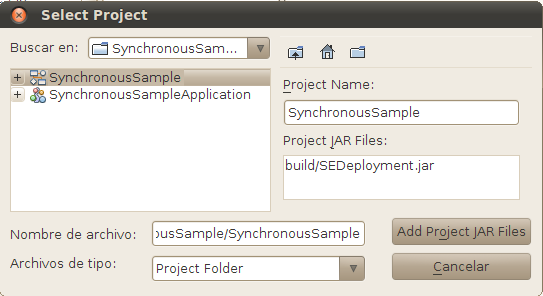 Select Project
Buscar en: SynchronousSam...
SynchronousSample
SynchronousSampleApplication
Project Name:
SynchronousSample
Project JAR Files:
build/SEDeployment.jar
Nombre de archivo: ousSample/SynchronousSample
Add Project JAR Files
Archivos de tipo: Project Folder
Cancelar